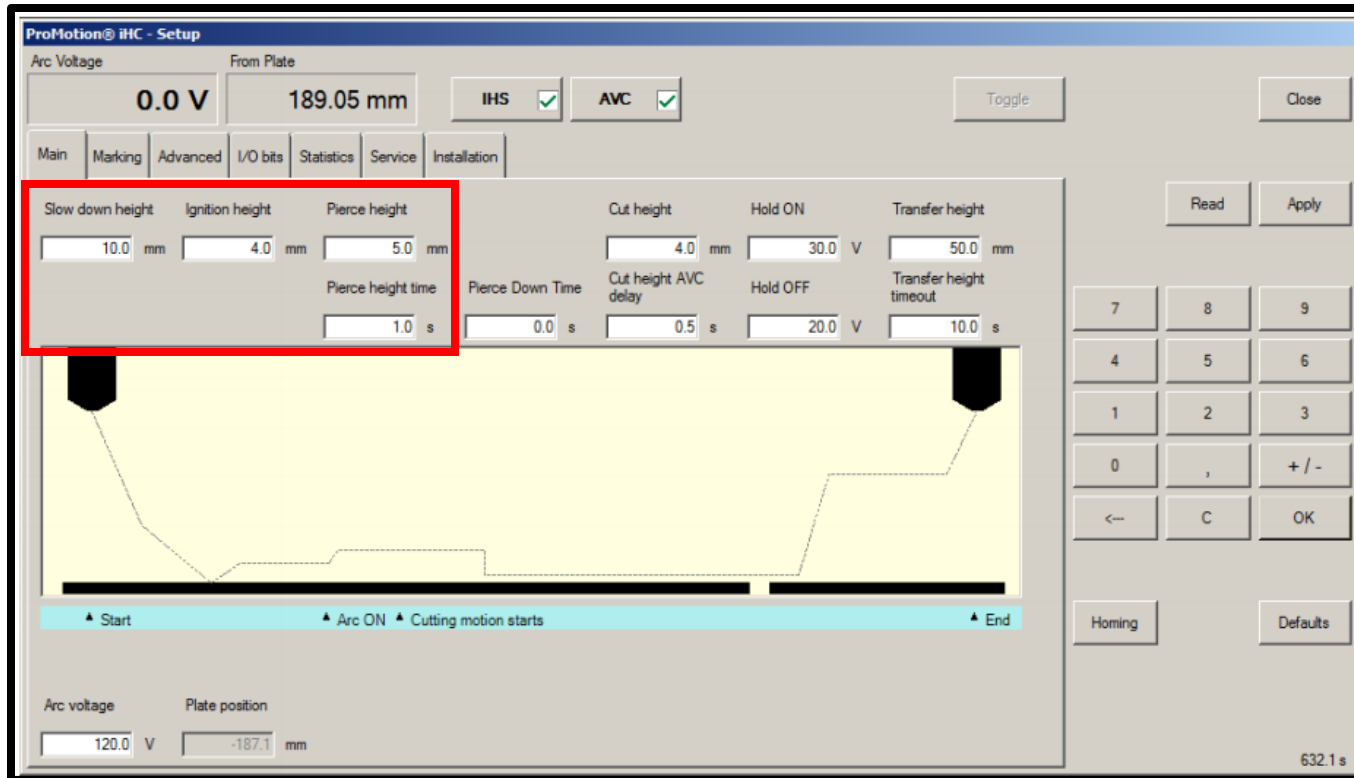 ProMotion® iHC - Setup
Arc Voltage From Plate
0.0 V 189.05 mm IHS AVC Toggle Close
Main Marking Advanced I/O bits Statistics Service Installation
Slow down height Ignition height Pierce height Cut height Hold ON Transfer height Read Apply
10.0 mm 4.0 mm 5.0 mm 4.0 mm 30.0 V 50.0 mm
Pierce height time Pierce Down Time Cut height AVC delay Hold OFF Transfer height timeout
1.0 s 0.0 s 0.5 s 20.0 V 10.0 s
7 8 9
4 5 6
1 2 3
0 , + / -
<--- C OK
Start Arc ON Cutting motion starts End Homing Defaults
Arc voltage Plate position
120.0 V -187.1 mm
632.1 s